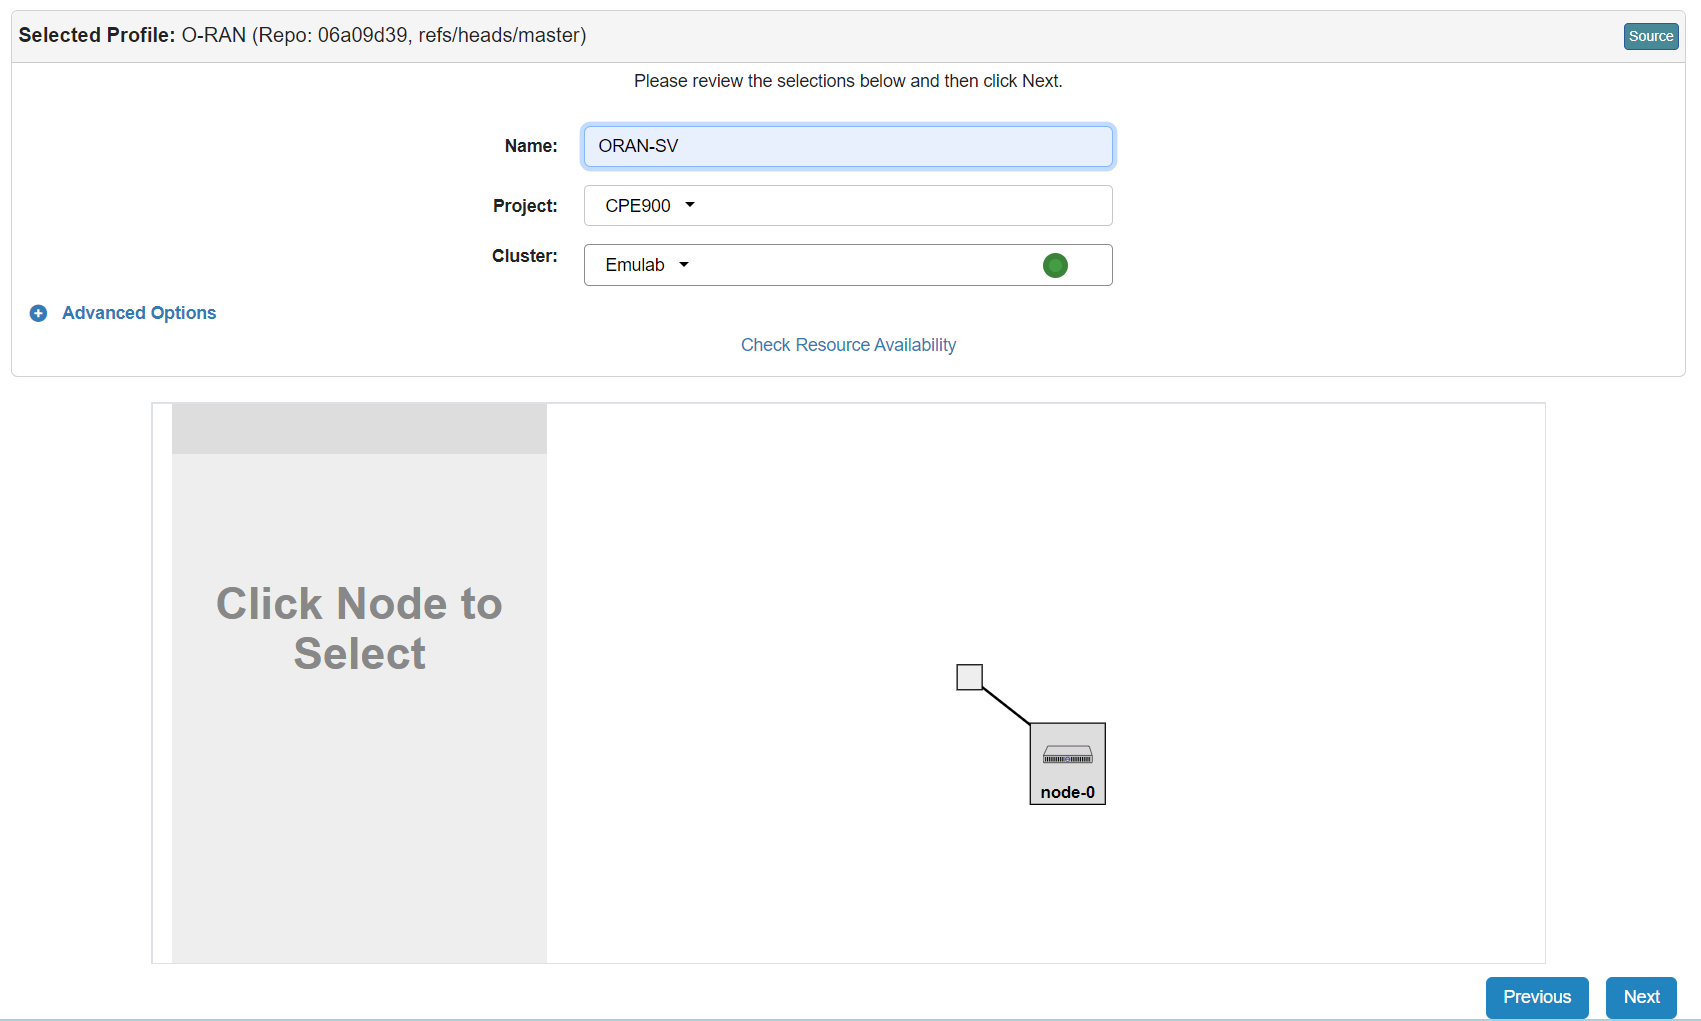 Selected Profile: O-RAN (Repo: 06a09d39, refs/heads/master)
Source
Please review the selections below and then click Next.
Name: ORAN-SV
Project: CPE900
Cluster: Emulab
Advanced Options
Check Resource Availability
Click Node to
Select
node-0
Previous Next